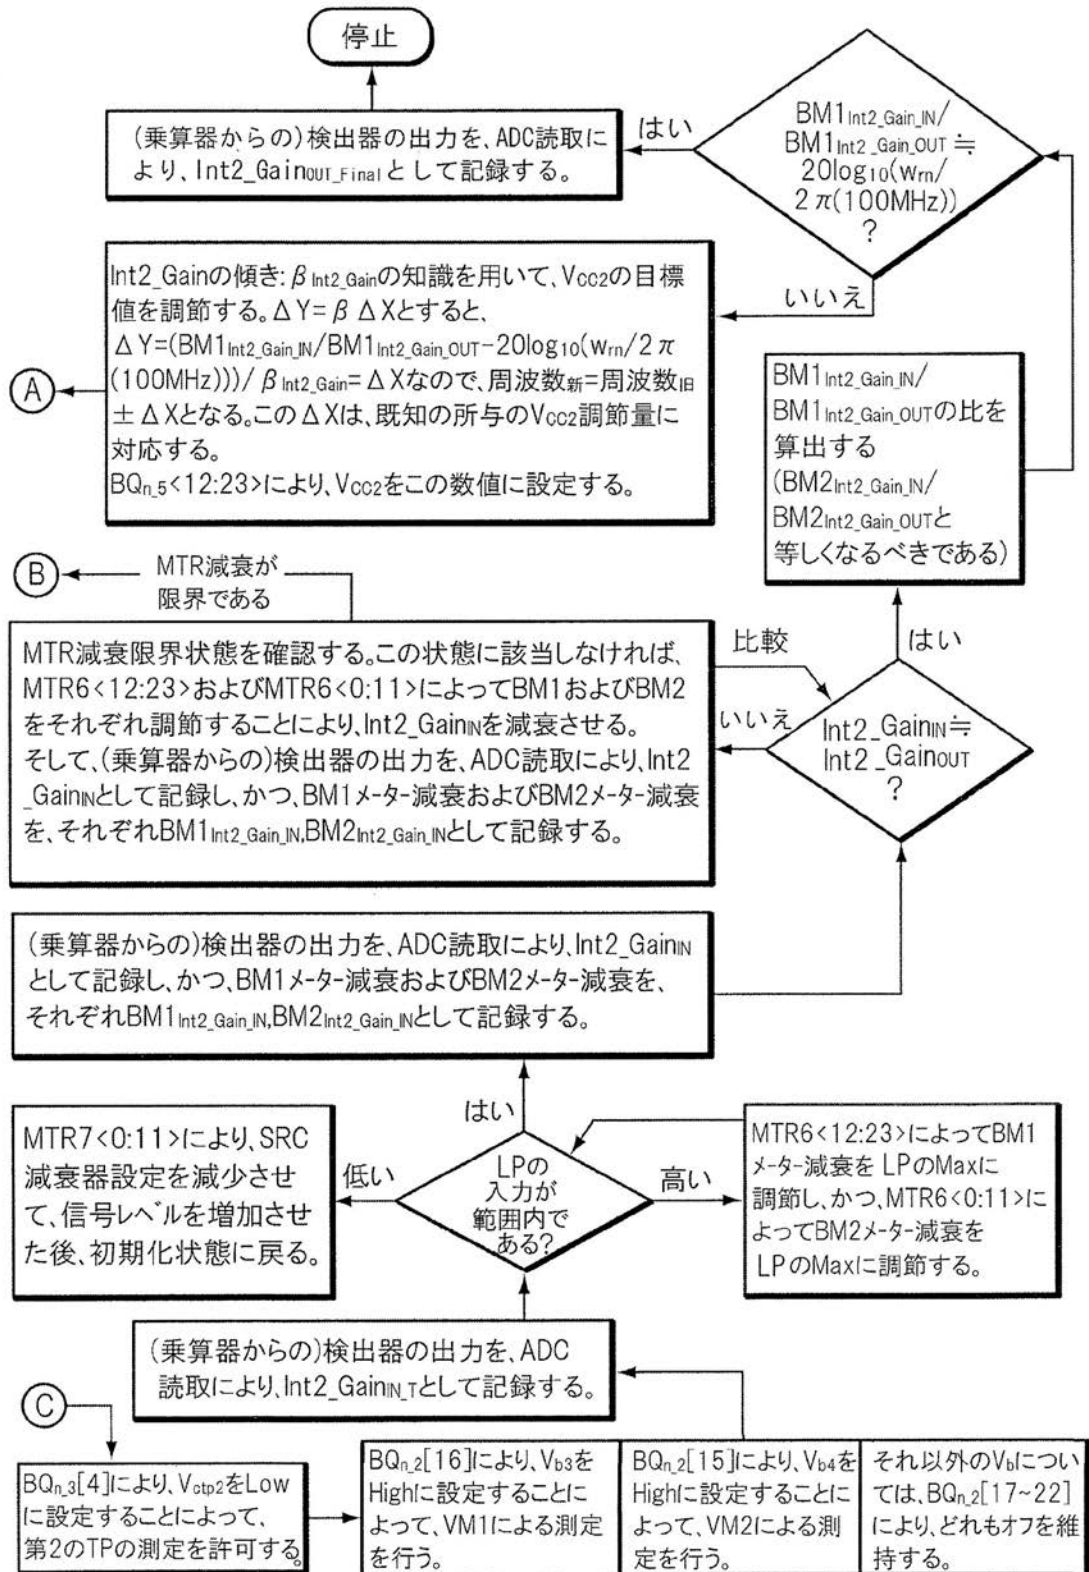 停止
(乗算器からの)検出器の出力を、ADC読取に
より、Int2_GainOUT_Finalとして記録する。
はい
BM1Int2_Gain_IN/
BM1Int2_Gain_OUT≒
20log10(wrn/
2π(100MHz))
?
いいえ
Int2_Gainの傾き:βInt2_Gainの知識を用いて、VCC2の目標
値を調節する。ΔY=βΔXとすると、
ΔY=(BM1Int2_Gain_IN/BM1Int2_Gain_OUT-20log10(wrn/2π
(100MHz)))/βInt2_Gain=ΔXなので、周波数新=周波数旧
±ΔXとなる。このΔXは、既知の所与のVCC2調節量に
対応する。
BQn_5<12:23>により、VCC2をこの数値に設定する。
A
BM1Int2_Gain_IN/
BM1Int2_Gain_OUTの比を
算出する
(BM2Int2_Gain_IN/
BM2Int2_Gain_OUTと
等しくなるべきである)
B
MTR減衰が
限界である
MTR減衰限界状態を確認する。この状態に該当しなければ、
MTR6<12:23>およびMTR6<0:11>によってBM1およびBM2
をそれぞれ調節することにより、Int2_GainINを減衰させる。
そして、(乗算器からの)検出器の出力を、ADC読取により、Int2
_GainINとして記録し、かつ、BM1メーター減衰およびBM2メーター減衰
を、それぞれBM1Int2_Gain_IN,BM2Int2_Gain_INとして記録する。
比較
はい
いいえ
Int2_GainIN≒
Int2_GainOUT
?
(乗算器からの)検出器の出力を、ADC読取により、Int2_GainIN
として記録し、かつ、BM1メーター減衰およびBM2メーター減衰を、
それぞれBM1Int2_Gain_IN,BM2Int2_Gain_INとして記録する。
はい
MTR7<0:11>により、SRC
減衰器設定を減少させ
て、信号レベルを増加させ
た後、初期化状態に戻る。
低い
LPの
入力が
範囲内で
ある?
高い
MTR6<12:23>によってBM1
メーター減衰を LPのMaxに
調節し、かつ、MTR6<0:11>に
よってBM2メーター減衰を
LPのMaxに調節する。
(乗算器からの)検出器の出力を、ADC
読取により、Int2_GainIN_Tとして記録する。
C
BQn_3[4]により、Vctp2をLow
に設定することによって、
第2のTPの測定を許可する。
BQn_2[16]により、Vb3を
Highに設定することに
よって、VM1による測定
を行う。
BQn_2[15]により、Vb4を
Highに設定することに
よって、VM2による測
定を行う。
それ以外のVbについ
ては、BQn_2[17~22]
により、どれもオフを維
持する。